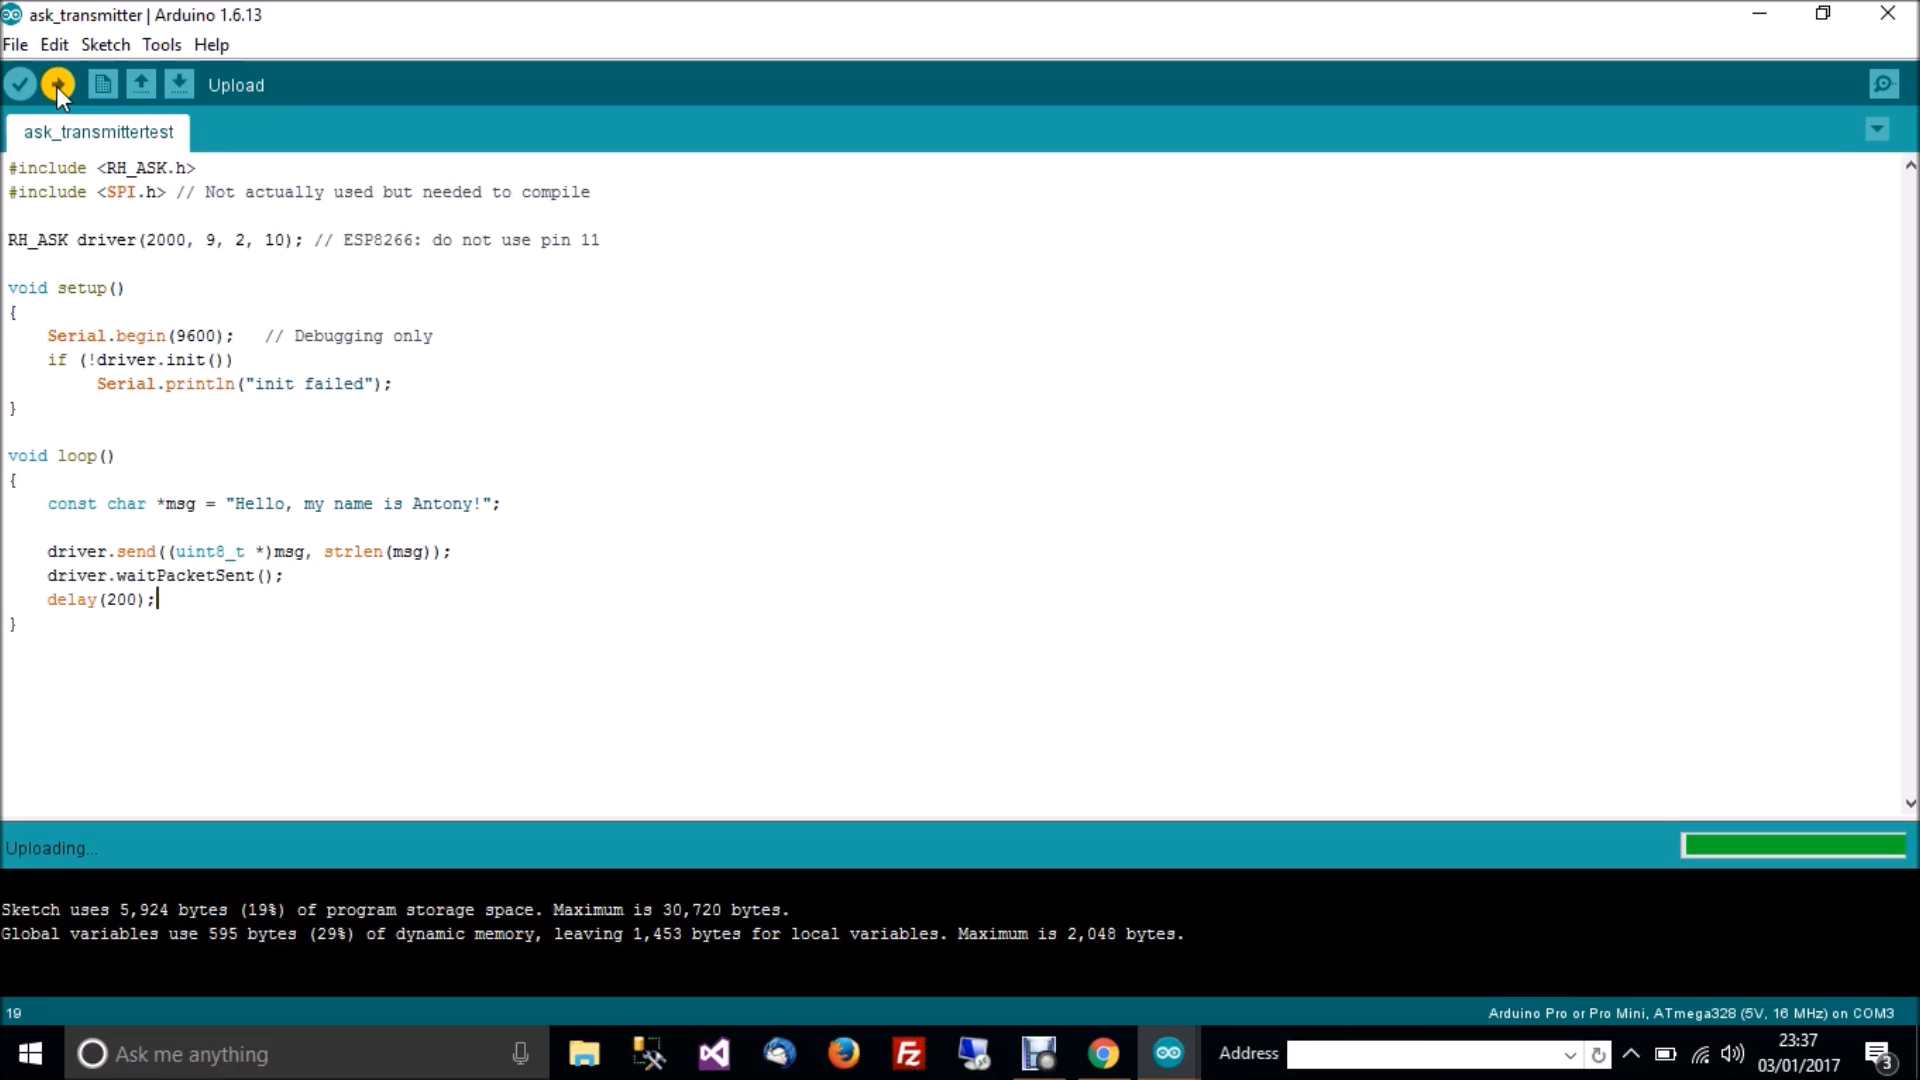 ask_transmitter | Arduino 1.6.13
File Edit Sketch Tools Help
Upload
ask_transmittertest
#include <RH_ASK.h>
#include <SPI.h> // Not actually used but needed to compile
RH_ASK driver(2000, 9, 2, 10); // ESP8266: do not use pin 11
void setup()
{
Serial.begin(9600); // Debugging only
if (!driver.init())
Serial.println("init failed");
}
void loop()
{
const char *msg = "Hello, my name is Antony!";
driver.send((uint8_t *)msg, strlen(msg));
driver.waitPacketSent();
delay(200);
}
Uploading...
Sketch uses 5,924 bytes (19%) of program storage space. Maximum is 30,720 bytes.
Global variables use 595 bytes (29%) of dynamic memory, leaving 1,453 bytes for local variables. Maximum is 2,048 bytes.
19 Arduino Pro or Pro Mini, ATmega328 (5V, 16 MHz) on COM3
Ask me anything Fz Address 23:37
03/01/2017 3